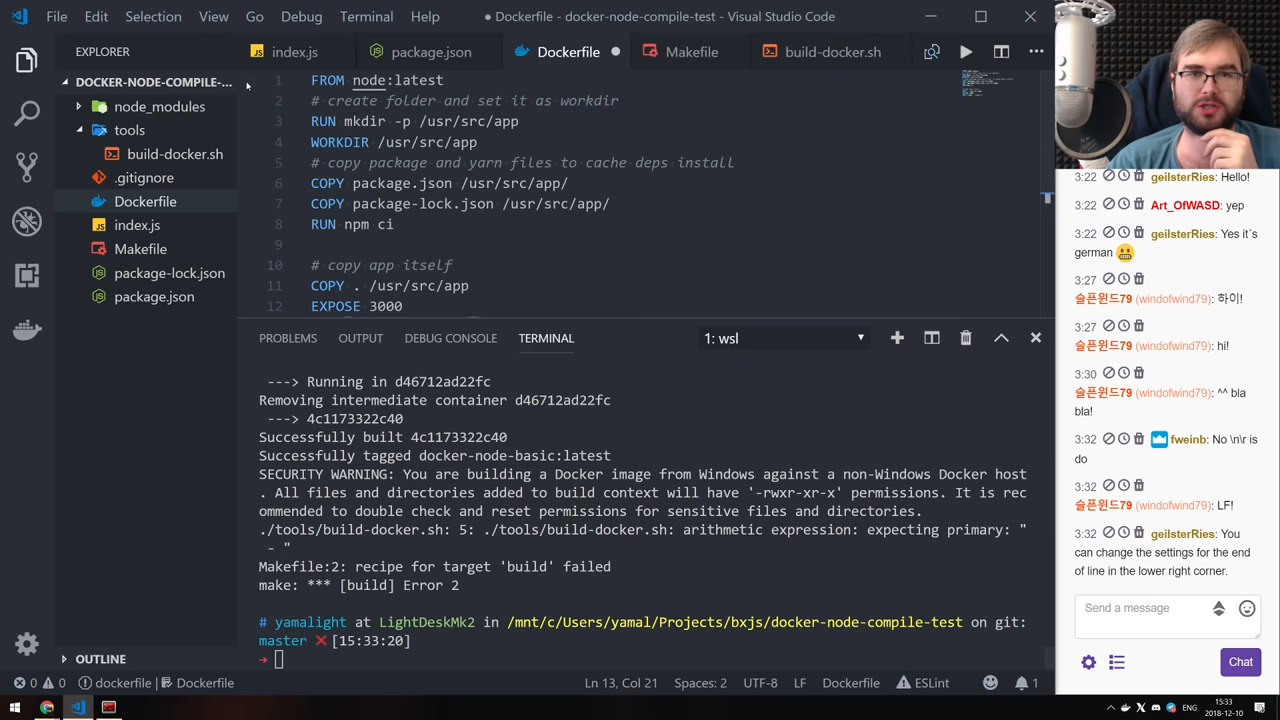 File Edit Selection View Go Debug Terminal Help
● Dockerfile - docker-node-compile-test - Visual Studio Code
EXPLORER
index.js
package.json
Dockerfile
Makefile
build-docker.sh
DOCKER-NODE-COMPILE-...
node_modules
tools
build-docker.sh
.gitignore
Dockerfile
index.js
Makefile
package-lock.json
package.json
1 FROM node:latest
2 # create folder and set it as workdir
3 RUN mkdir -p /usr/src/app
4 WORKDIR /usr/src/app
5 # copy package and yarn files to cache deps install
6 COPY package.json /usr/src/app/
7 COPY package-lock.json /usr/src/app/
8 RUN npm ci
9
10 # copy app itself
11 COPY . /usr/src/app
12 EXPOSE 3000
PROBLEMS OUTPUT DEBUG CONSOLE TERMINAL
1: wsl
---> Running in d46712ad22fc
Removing intermediate container d46712ad22fc
---> 4c1173322c40
Successfully built 4c1173322c40
Successfully tagged docker-node-basic:latest
SECURITY WARNING: You are building a Docker image from Windows against a non-Windows Docker host
. All files and directories added to build context will have '-rwxr-xr-x' permissions. It is rec
ommended to double check and reset permissions for sensitive files and directories.
./tools/build-docker.sh: 5: ./tools/build-docker.sh: arithmetic expression: expecting primary: "
- "
Makefile:2: recipe for target 'build' failed
make: *** [build] Error 2
# yamalight at LightDeskMk2 in /mnt/c/Users/yamal/Projects/bxjs/docker-node-compile-test on git:
master ❌ [15:33:20]
→
OUTLINE
0 0 dockerfile | Dockerfile
Ln 13, Col 21 Spaces: 2 UTF-8 LF Dockerfile ESLint 1
3:22 geilsterRies: Hello!
3:22 Art_OfWASD: yep
3:22 geilsterRies: Yes it´s
german 😬
3:27
슬픈윈드79 (windofwind79): 하이!
3:27
슬픈윈드79 (windofwind79): hi!
3:30
슬픈윈드79 (windofwind79): ^^ bla
bla!
3:32 fweinb: No \n\r is
do
3:32
슬픈윈드79 (windofwind79): LF!
3:32 geilsterRies: You
can change the settings for the end
of line in the lower right corner.
Send a message
Chat
ENG
15:33
2018-12-10